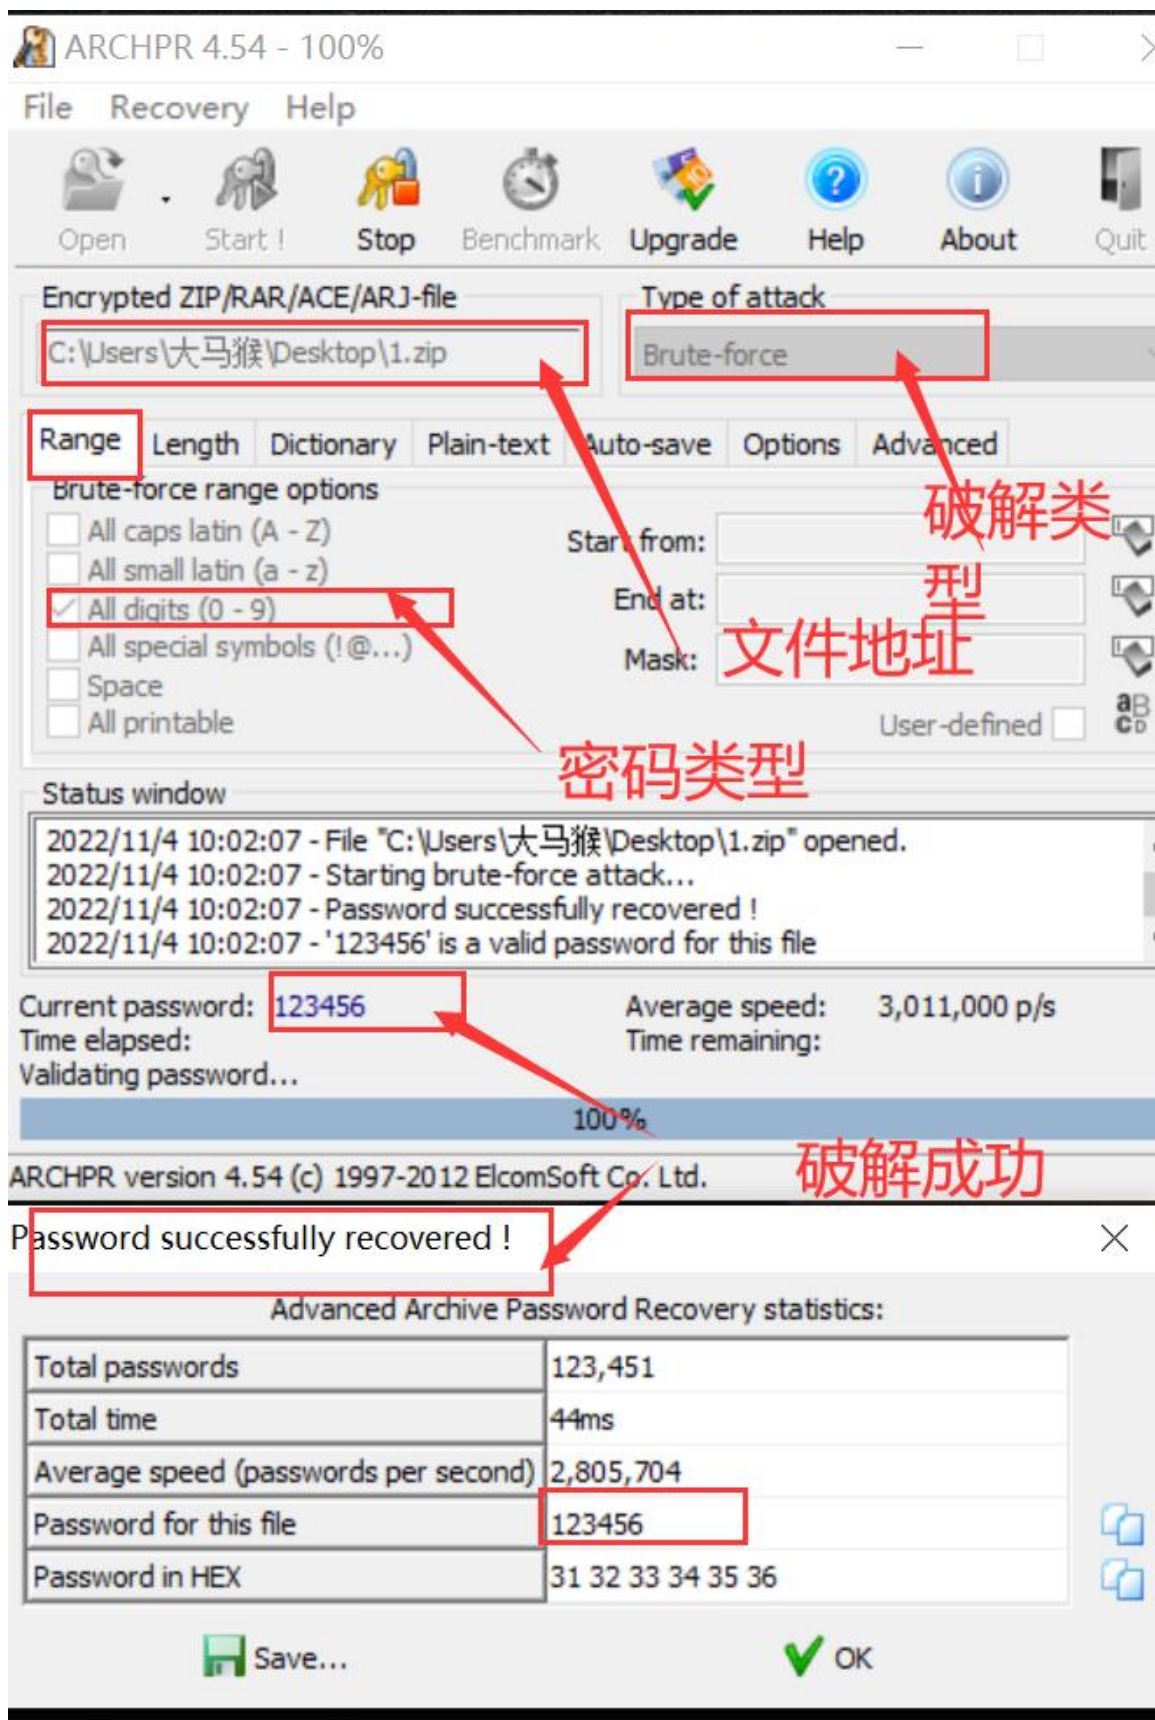 ARCHPR 4.54 - 100%
File Recovery Help
Open Start ! Stop Benchmark Upgrade Help About Quit
Encrypted ZIP/RAR/ACE/ARJ-file Type of attack
C:\Users\大马猴\Desktop\1.zip Brute-force
Range Length Dictionary Plain-text Auto-save Options Advanced
Brute-force range options
破解类型
All caps latin (A - Z)
Start from:
All small latin (a - z)
All digits (0 - 9)
End at:
All special symbols (!@...)
Mask:
文件地址
Space
All printable
User-defined
密码类型
Status window
2022/11/4 10:02:07 - File "C:\Users\大马猴\Desktop\1.zip" opened.
2022/11/4 10:02:07 - Starting brute-force attack...
2022/11/4 10:02:07 - Password successfully recovered !
2022/11/4 10:02:07 - '123456' is a valid password for this file
Current password: 123456 Average speed: 3,011,000 p/s
Time elapsed: Time remaining:
Validating password...
100%
破解成功
ARCHPR version 4.54 (c) 1997-2012 ElcomSoft Co. Ltd.
Password successfully recovered !
Advanced Archive Password Recovery statistics:
Total passwords 123,451
Total time 44ms
Average speed (passwords per second) 2,805,704
Password for this file 123456
Password in HEX 31 32 33 34 35 36
Save... OK